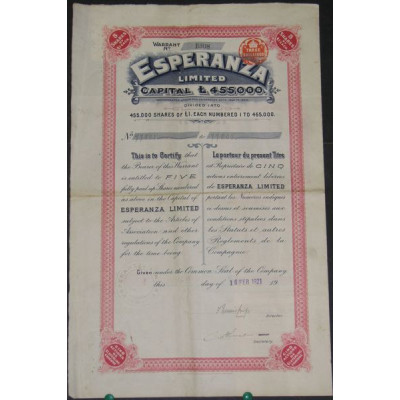 WARRANT
No
ESPERANZA
LIMITED
CAPITAL £.455,000.
DIVIDED INTO
455,000 SHARES OF £1. EACH NUMBERED 1 TO 455,000.
No
This is to Certify, that
the Bearer of this Warrant
is entitled to FIVE
fully paid up Shares numbered
as above in the Capital of
ESPERANZA LIMITED
subject to the Articles of
Association and other
regulations of the Company
for the time being.
Le porteur du présent Titre
est Propriétaire de CINQ
actions entièrement libérées
de ESPERANZA LIMITED
portant les Numéros indiqués
ci-dessus et soumises aux
conditions stipulées dans
les Statuts et autres
Règlements de la
Compagnie.
Given under the Common Seal of the Company
this day of FEB 19